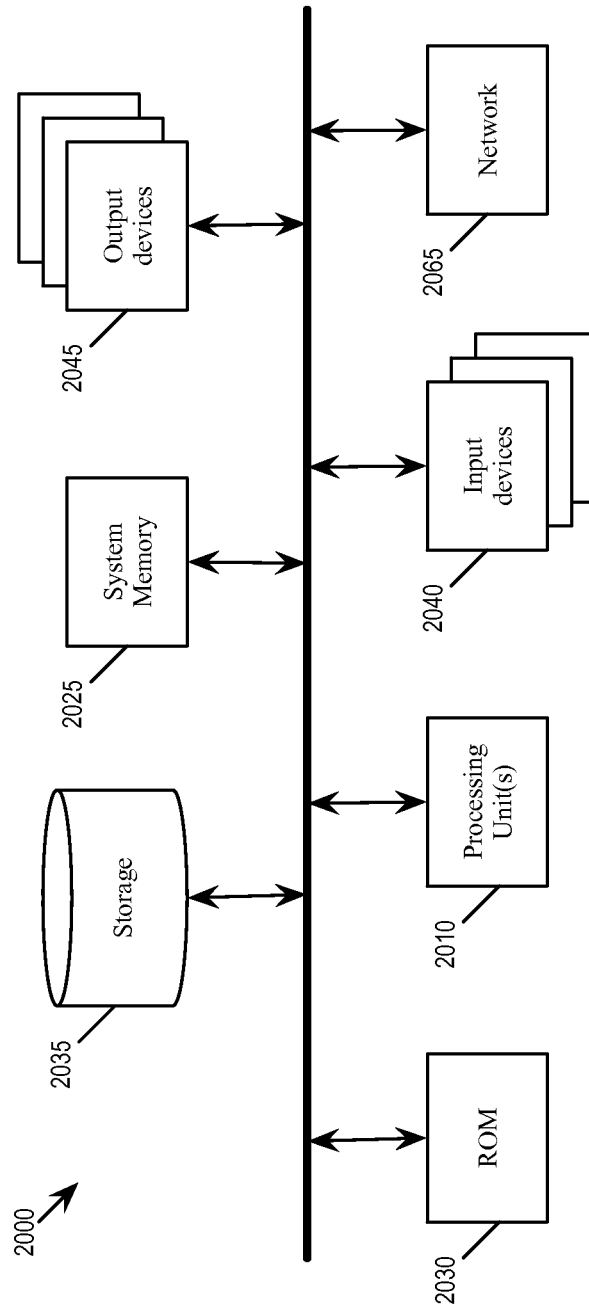 2000
2035
Storage
2025
System
Memory
2045
Output
devices
2030
ROM
2010
Processing
Unit(s)
2040
Input
devices
2065
Network